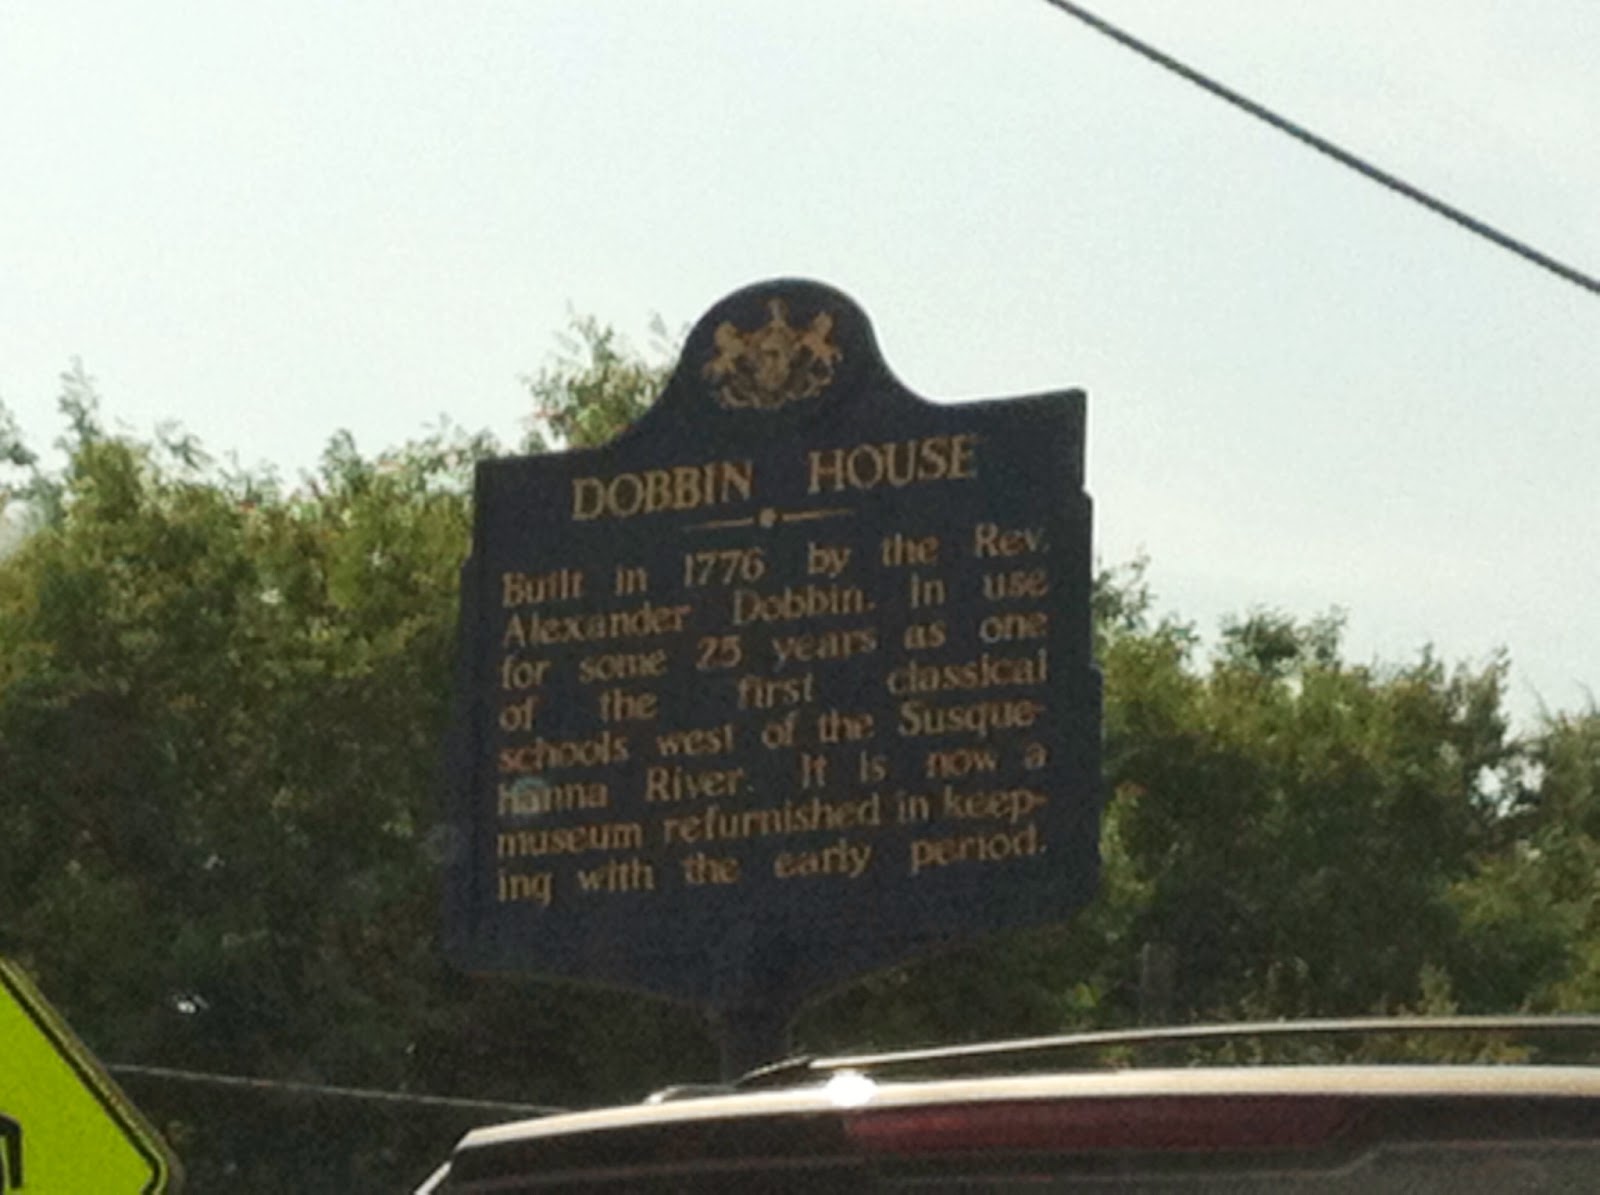 DOBBIN HOUSE
Built in 1776 by the Rev.
Alexander Dobbin. In use
for some 25 years as one
of the first classical
schools west of the Susque-
hanna River. It is now a
museum refurnished in keep-
ing with the early period.